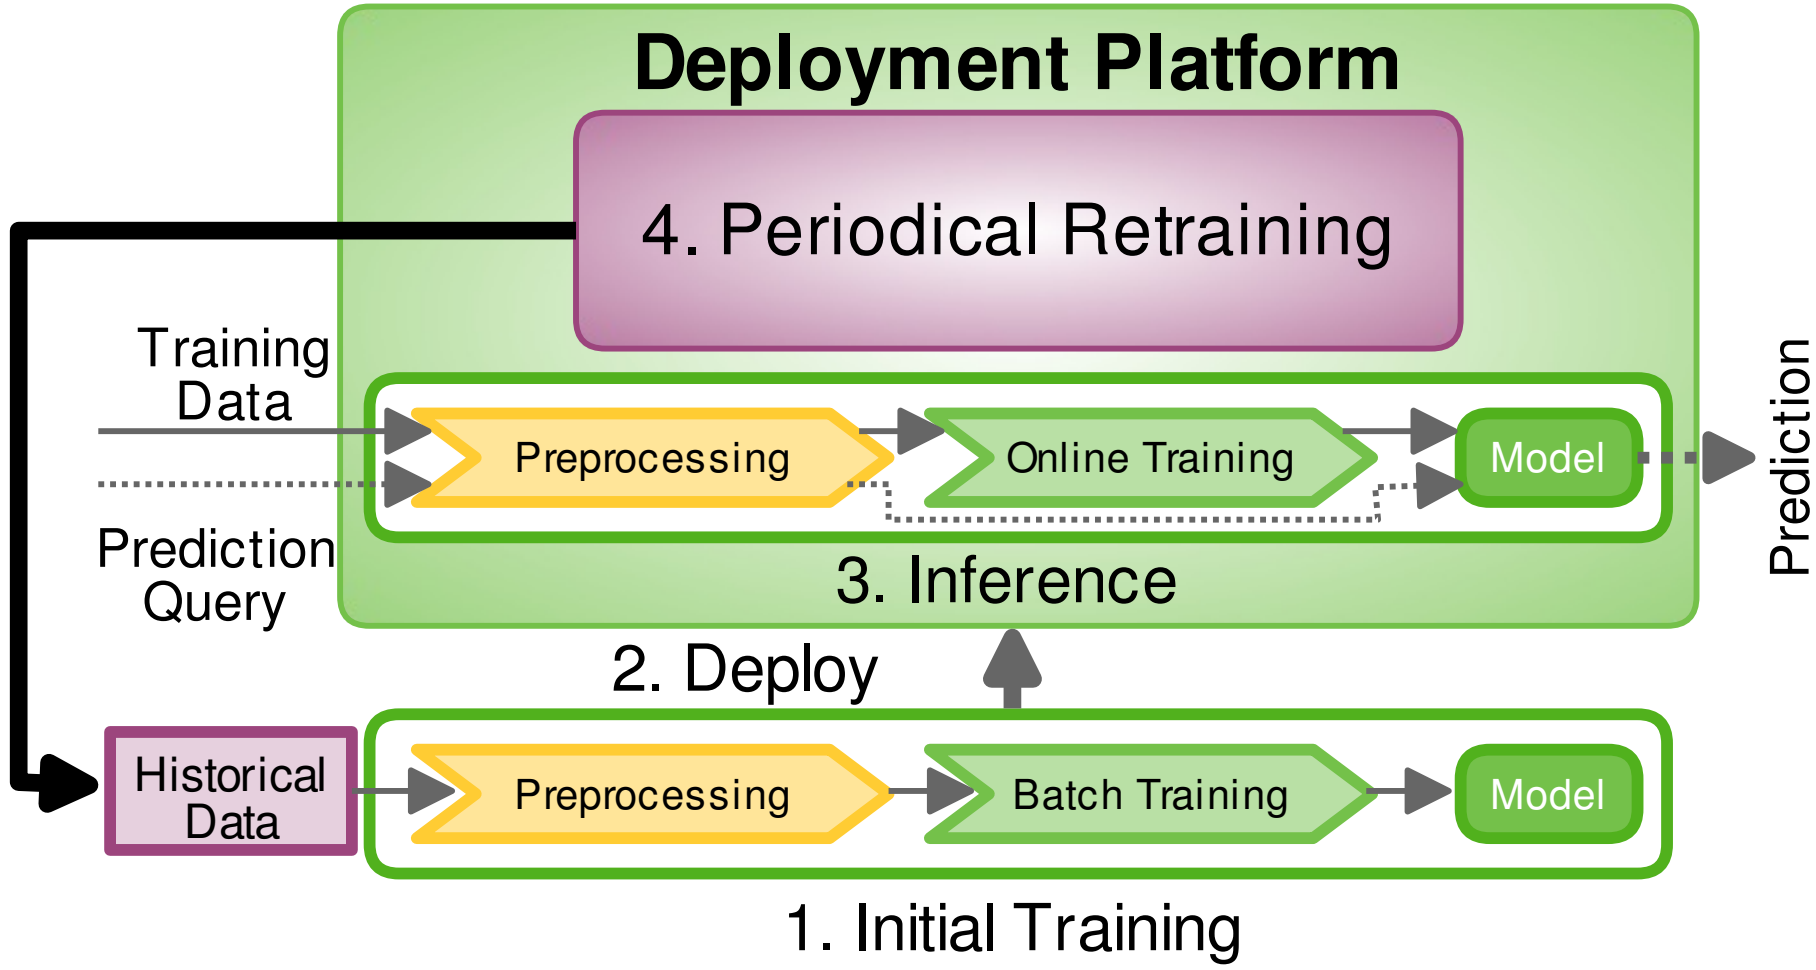 Deployment Platform
4. Periodical Retraining
Training
Data
Preprocessing
Online Training
Model
Prediction
Prediction
Query
3. Inference
2. Deploy
Historical
Data
Preprocessing
Batch Training
Model
1. Initial Training